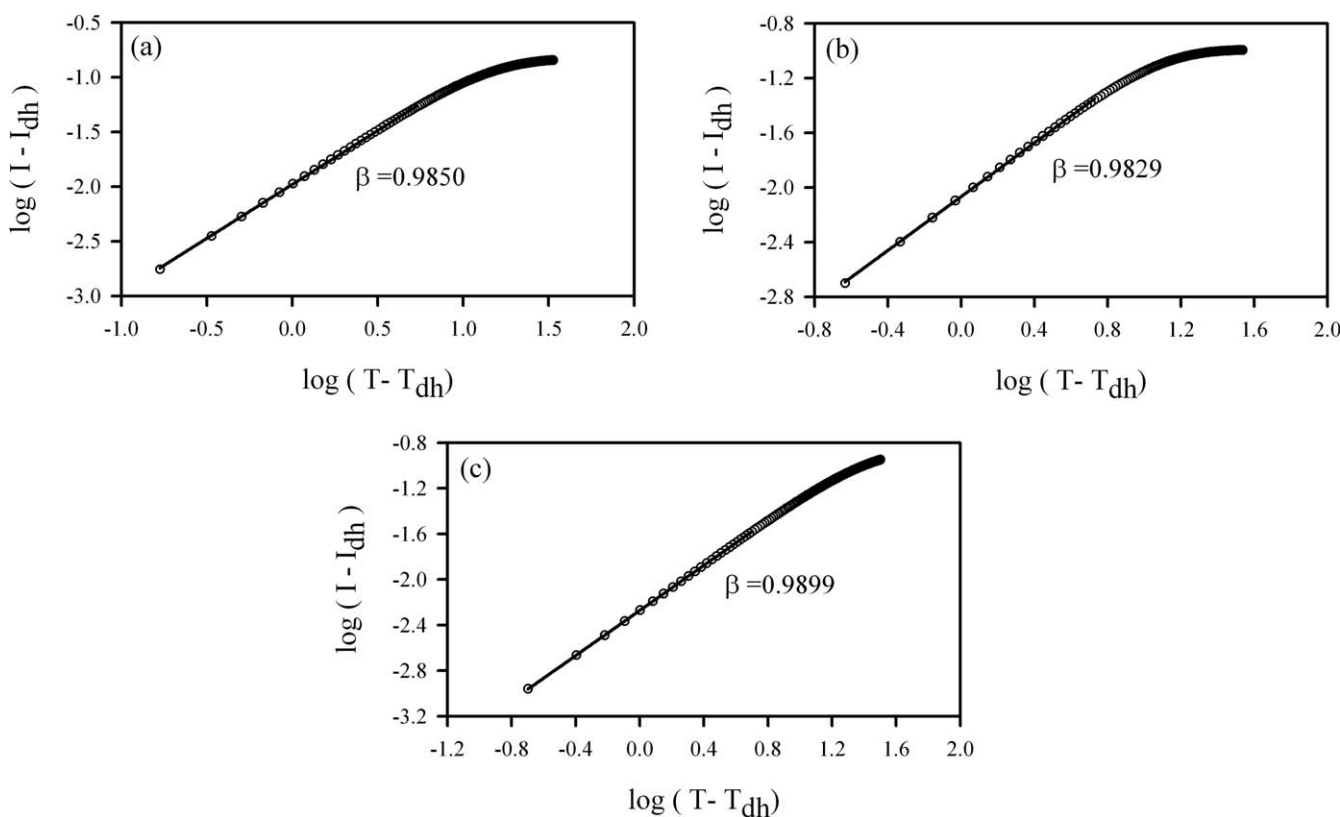 (a)
log ( I - Idh)
-0.5
-1.0
-1.5
-2.0
-2.5
-3.0
β =0.9850
-1.0 -0.5 0.0 0.5 1.0 1.5 2.0
log ( T- Tdh)
(b)
log ( I - Idh)
-0.8
-1.2
-1.6
-2.0
-2.4
-2.8
β =0.9829
-0.8 -0.4 0.0 0.4 0.8 1.2 1.6 2.0
log ( T- Tdh)
(c)
log ( I - Idh)
-0.8
-1.2
-1.6
-2.0
-2.4
-2.8
-3.2
β =0.9899
-1.2 -0.8 -0.4 0.0 0.4 0.8 1.2 1.6 2.0
log ( T- Tdh)